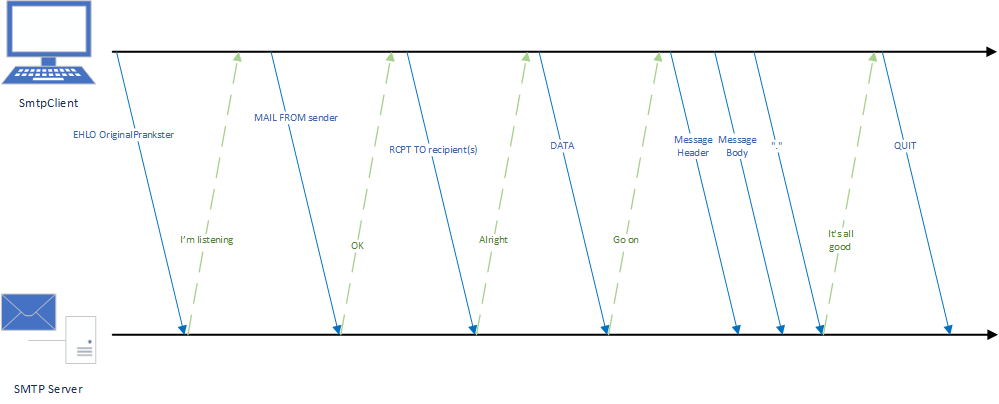 SmtpClient
EHLO OriginalPrankster
MAIL FROM sender
RCPT TO recipient(s)
DATA
Message
Header
Message
Body
"."
QUIT
I'm listening
OK
Alright
Go on
It's all
good
SMTP Server